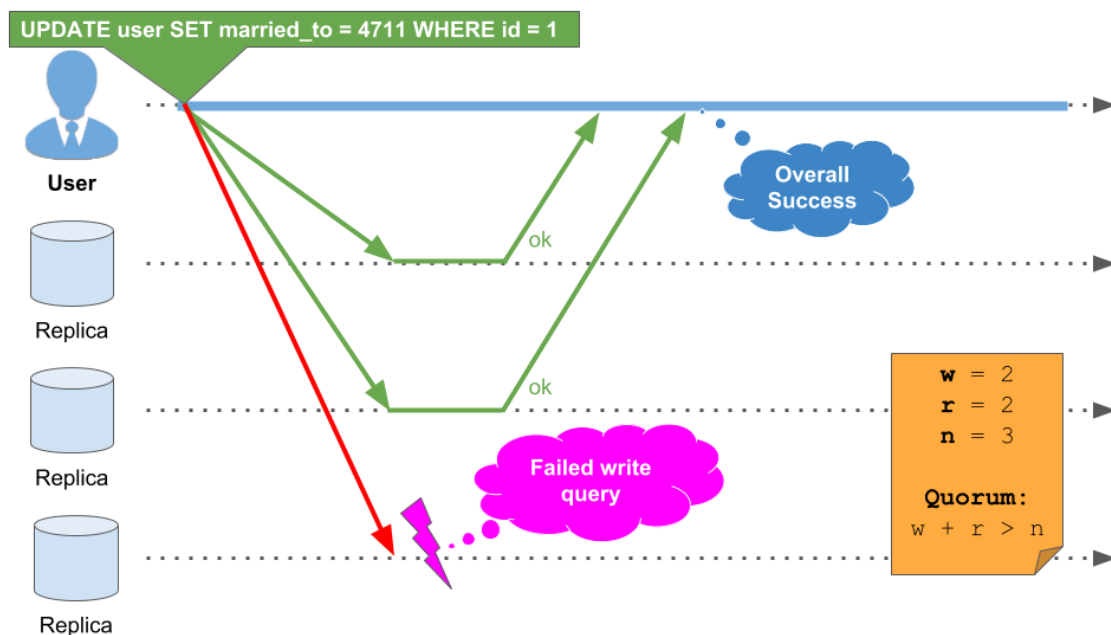 UPDATE user SET married_to = 4711 WHERE id = 1
User
Overall
Success
ok
Replica
ok
Replica
Failed write
query
Replica
w = 2
r = 2
n = 3
Quorum:
w + r > n